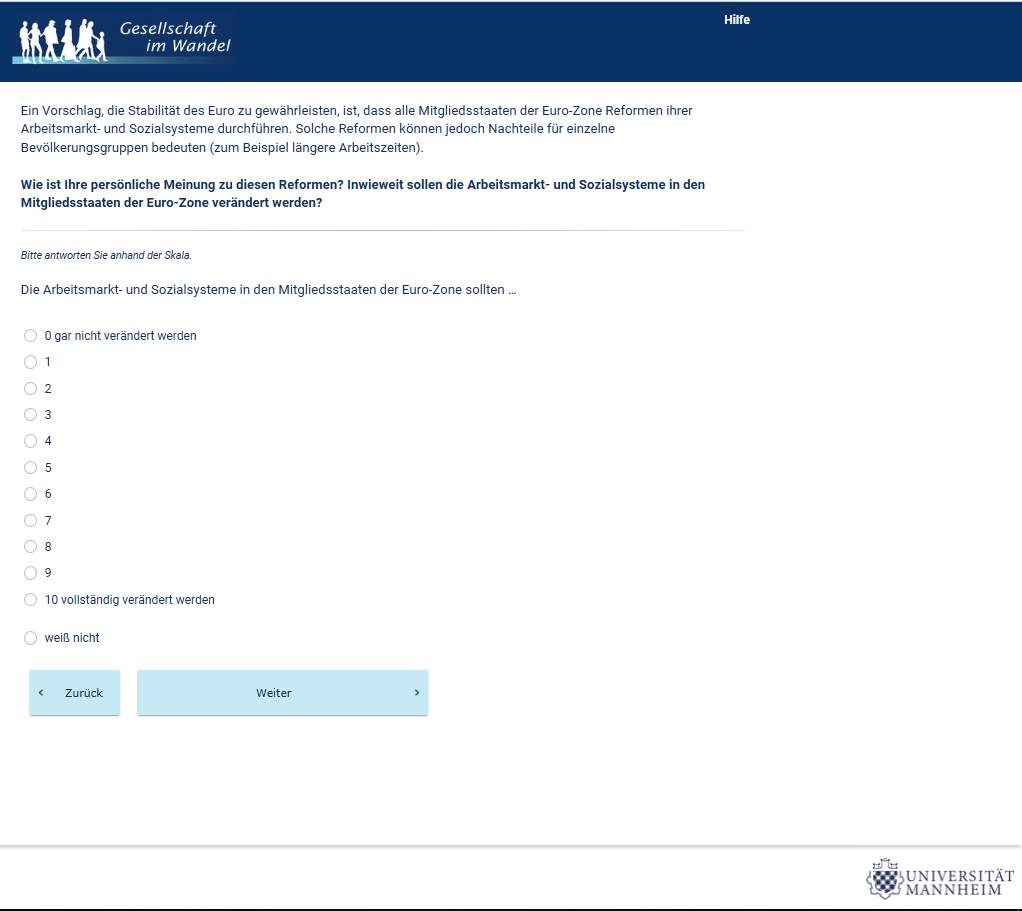 Gesellschaft
im Wandel
Hilfe
Ein Vorschlag, die Stabilität des Euro zu gewährleisten, ist, dass alle Mitgliedsstaaten der Euro-Zone Reformen ihrer
Arbeitsmarkt- und Sozialsysteme durchführen. Solche Reformen können jedoch Nachteile für einzelne
Bevölkerungsgruppen bedeuten (zum Beispiel längere Arbeitszeiten).
Wie ist Ihre persönliche Meinung zu diesen Reformen? Inwieweit sollen die Arbeitsmarkt- und Sozialsysteme in den
Mitgliedsstaaten der Euro-Zone verändert werden?
Bitte antworten Sie anhand der Skala.
Die Arbeitsmarkt- und Sozialsysteme in den Mitgliedsstaaten der Euro-Zone sollten ...
0 gar nicht verändert werden
1
2
3
4
5
6
7
8
9
10 vollständig verändert werden
weiß nicht
‹ Zurück
Weiter ›
UNIVERSITÄT
MANNHEIM